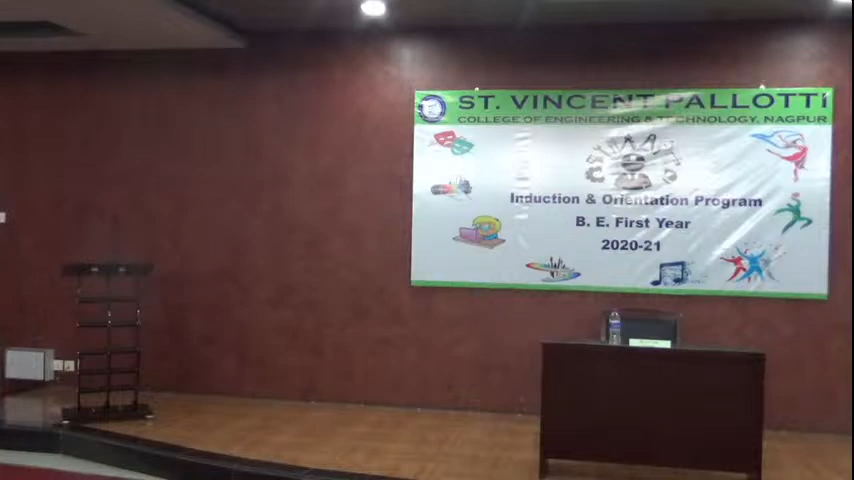 ST. VINCENT PALLOTTI
COLLEGE OF ENGINEERING & TECHNOLOGY, NAGPUR
Induction & Orientation Program
B. E. First Year
2020-21